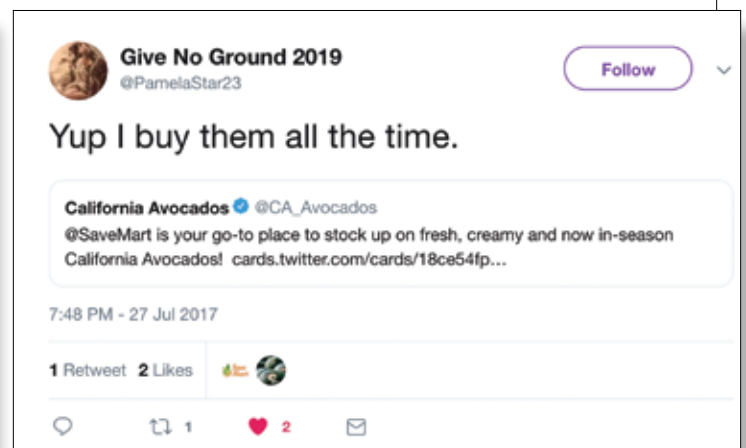 Give No Ground 2019
@PamelaStar23
Follow
Yup I buy them all the time.
California Avocados @CA_Avocados
@SaveMart is your go-to place to stock up on fresh, creamy and now in-season
California Avocados! cards.twitter.com/cards/18ce54fp...
7:48 PM - 27 Jul 2017
1 Retweet 2 Likes
1 2